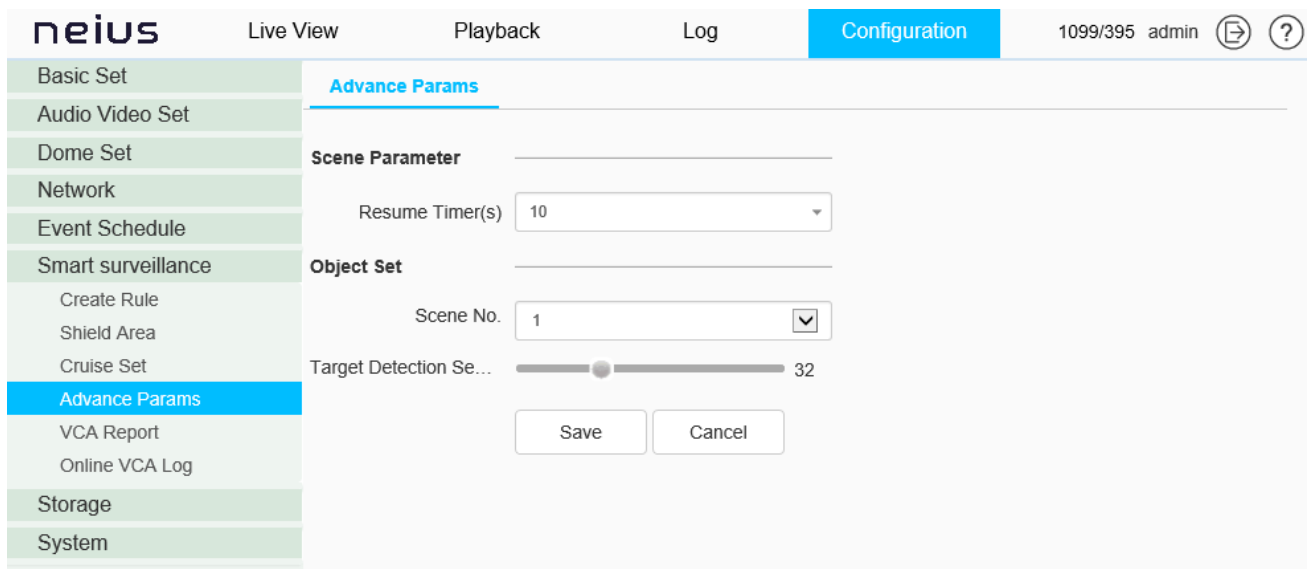 neius Live View Playback Log Configuration 1099/395 admin ?
Basic Set
Audio Video Set
Dome Set
Network
Event Schedule
Smart surveillance
Create Rule
Shield Area
Cruise Set
Advance Params
VCA Report
Online VCA Log
Storage
System
Advance Params
Scene Parameter
Resume Timer(s) 10
Object Set
Scene No. 1
Target Detection Se... 32
Save Cancel